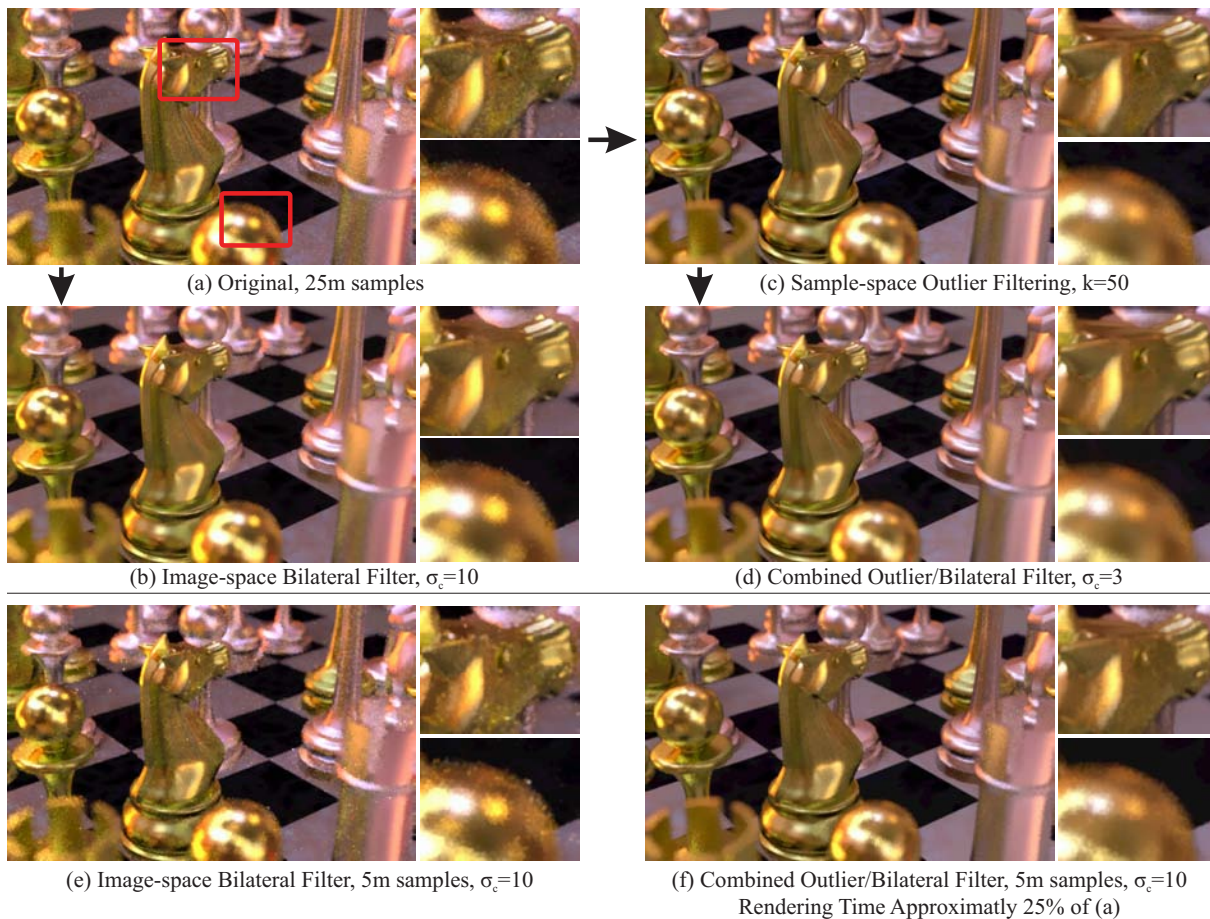 (a) Original, 25m samples
(c) Sample-space Outlier Filtering, k=50
(b) Image-space Bilateral Filter, σc=10
(d) Combined Outlier/Bilateral Filter, σc=3
(e) Image-space Bilateral Filter, 5m samples, σc=10
(f) Combined Outlier/Bilateral Filter, 5m samples, σc=10
Rendering Time Approximatly 25% of (a)